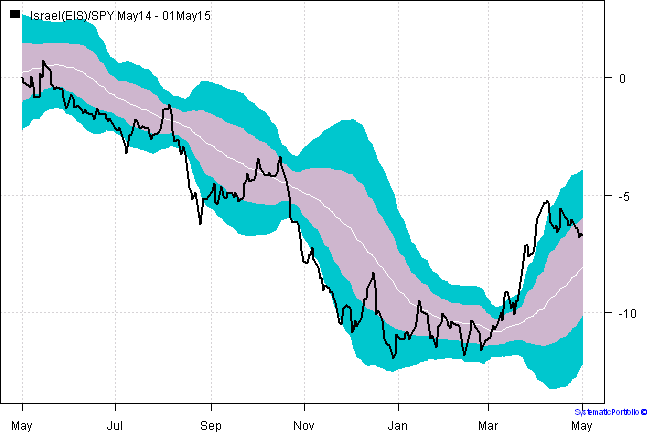 Israel(EIS)/SPY May14 - 01May15
0
-5
-10
SystematicPortfolio ©
May Jul Sep Nov Jan Mar May